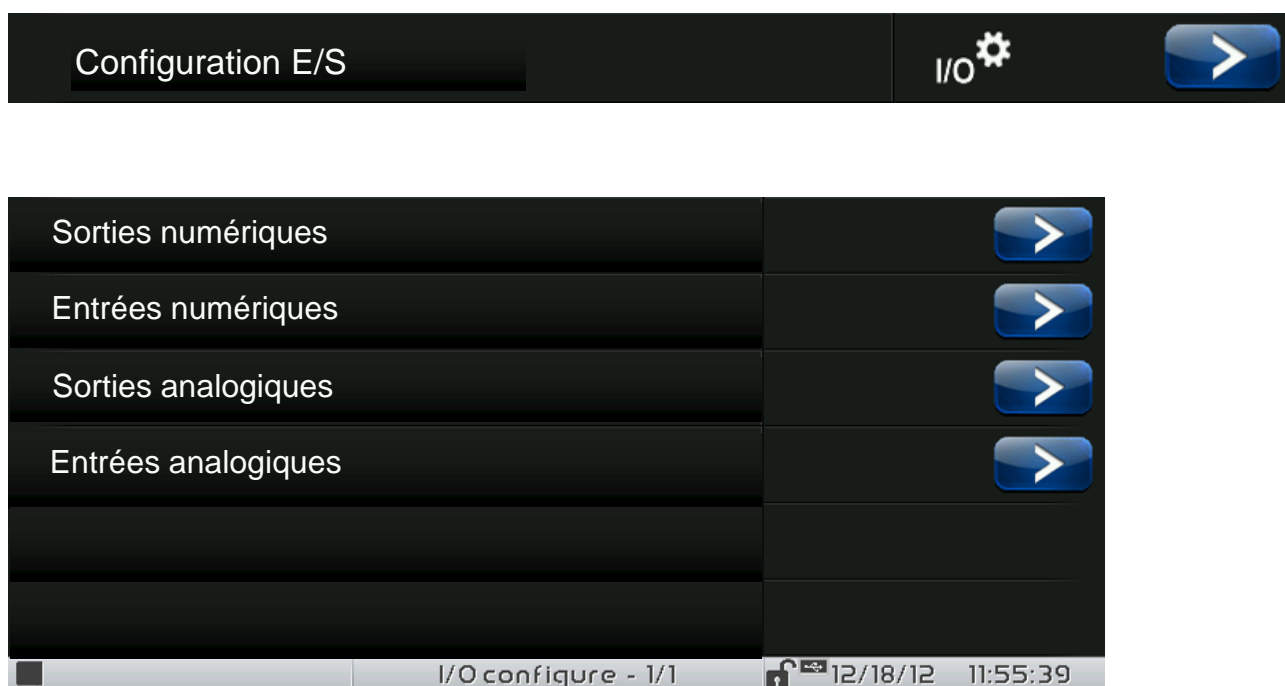 Configuration E/S I/O
Sorties numériques
Entrées numériques
Sorties analogiques
Entrées analogiques
I/O configure - 1/1 12/18/12 11:55:39